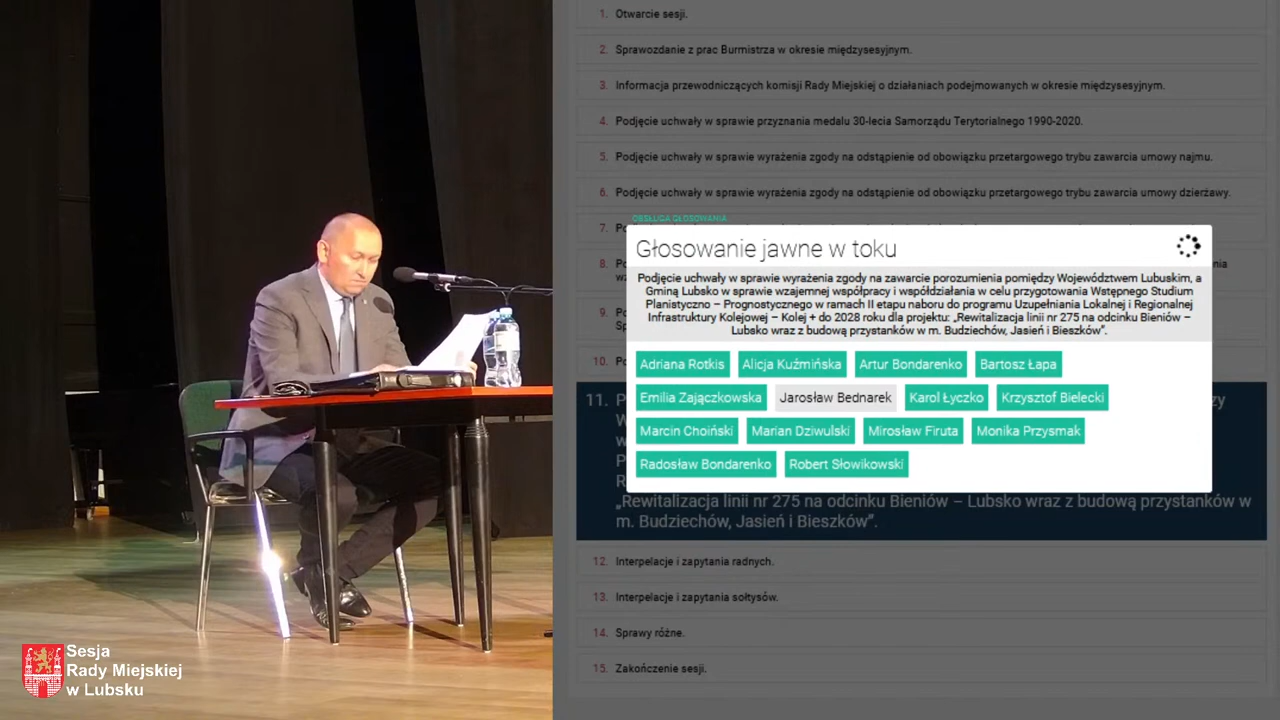 1. Otwarcie sesji.
2. Sprawozdanie z prac Burmistrza w okresie międzysesyjnym.
3. Informacja przewodniczących komisji Rady Miejskiej o działaniach podejmowanych w okresie międzysesyjnym.
4. Podjęcie uchwały w sprawie przyznania medalu 30-lecia Samorządu Terytorialnego 1990-2020.
5. Podjęcie uchwały w sprawie wyrażenia zgody na odstąpienie od obowiązku przetargowego trybu zawarcia umowy najmu.
6. Podjęcie uchwały w sprawie wyrażenia zgody na odstąpienie od obowiązku przetargowego trybu zawarcia umowy dzierżawy.
OBSŁUGA GŁOSOWANIA
7.
Głosowanie jawne w toku
8.
Podjęcie uchwały w sprawie wyrażenia zgody na zawarcie porozumienia pomiędzy Województwem Lubuskim, a
Gminą Lubsko w sprawie wzajemnej współpracy i współdziałania w celu przygotowania Wstępnego Studium
Planistyczno – Prognostycznego w ramach II etapu naboru do programu Uzupełniania Lokalnej i Regionalnej
Infrastruktury Kolejowej – Kolej + do 2028 roku dla projektu: „Rewitalizacja linii nr 275 na odcinku Bieniów –
Lubsko wraz z budową przystanków w m. Budziechów, Jasień i Bieszków”.
9.
10.
Adriana Rotkis Alicja Kuźmińska Artur Bondarenko Bartosz Łapa
11.
Emilia Zajączkowska Jarosław Bednarek Karol Łyczko Krzysztof Bielecki
Marcin Choiński Marian Dziwulski Mirosław Firuta Monika Przysmak
Radosław Bondarenko Robert Słowikowski
„Rewitalizacja linii nr 275 na odcinku Bieniów – Lubsko wraz z budową przystanków w
m. Budziechów, Jasień i Bieszków”.
12. Interpelacje i zapytania radnych.
13. Interpelacje i zapytania sołtysów.
14. Sprawy różne.
15. Zakończenie sesji.
Sesja
Rady Miejskiej
w Lubsku